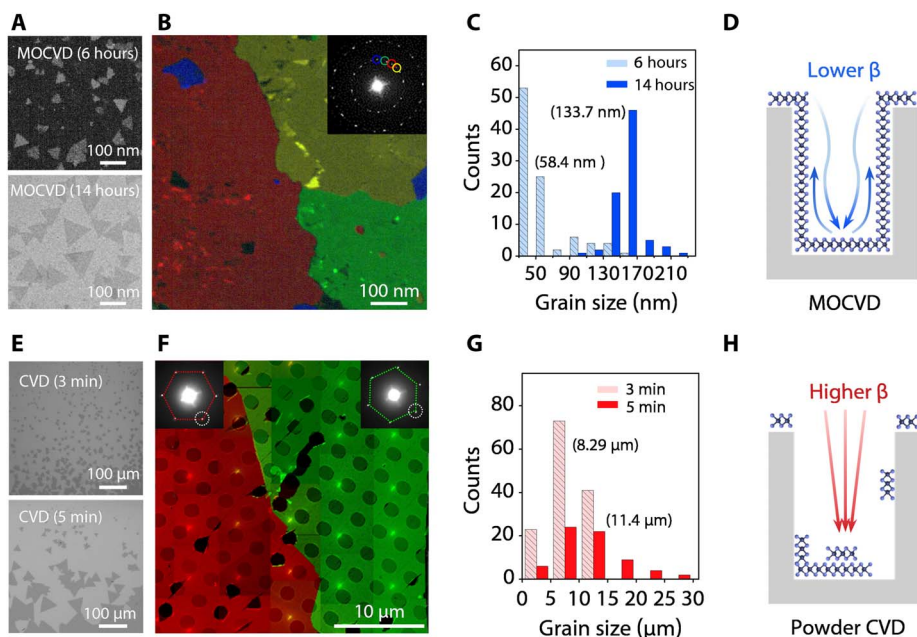 A
MOCVD (6 hours)
100 nm
MOCVD (14 hours)
100 nm
B
100 nm
C
60
50
40
30
20
10
0
Counts
6 hours
14 hours
(133.7 nm)
(58.4 nm )
50 90 130 170 210
Grain size (nm)
D
Lower β
MOCVD
E
CVD (3 min)
100 μm
CVD (5 min)
100 μm
F
10 μm
G
80
60
40
20
0
Counts
3 min
5 min
(8.29 μm)
(11.4 μm)
0 5 10 15 20 25 30
Grain size (μm)
H
Higher β
Powder CVD